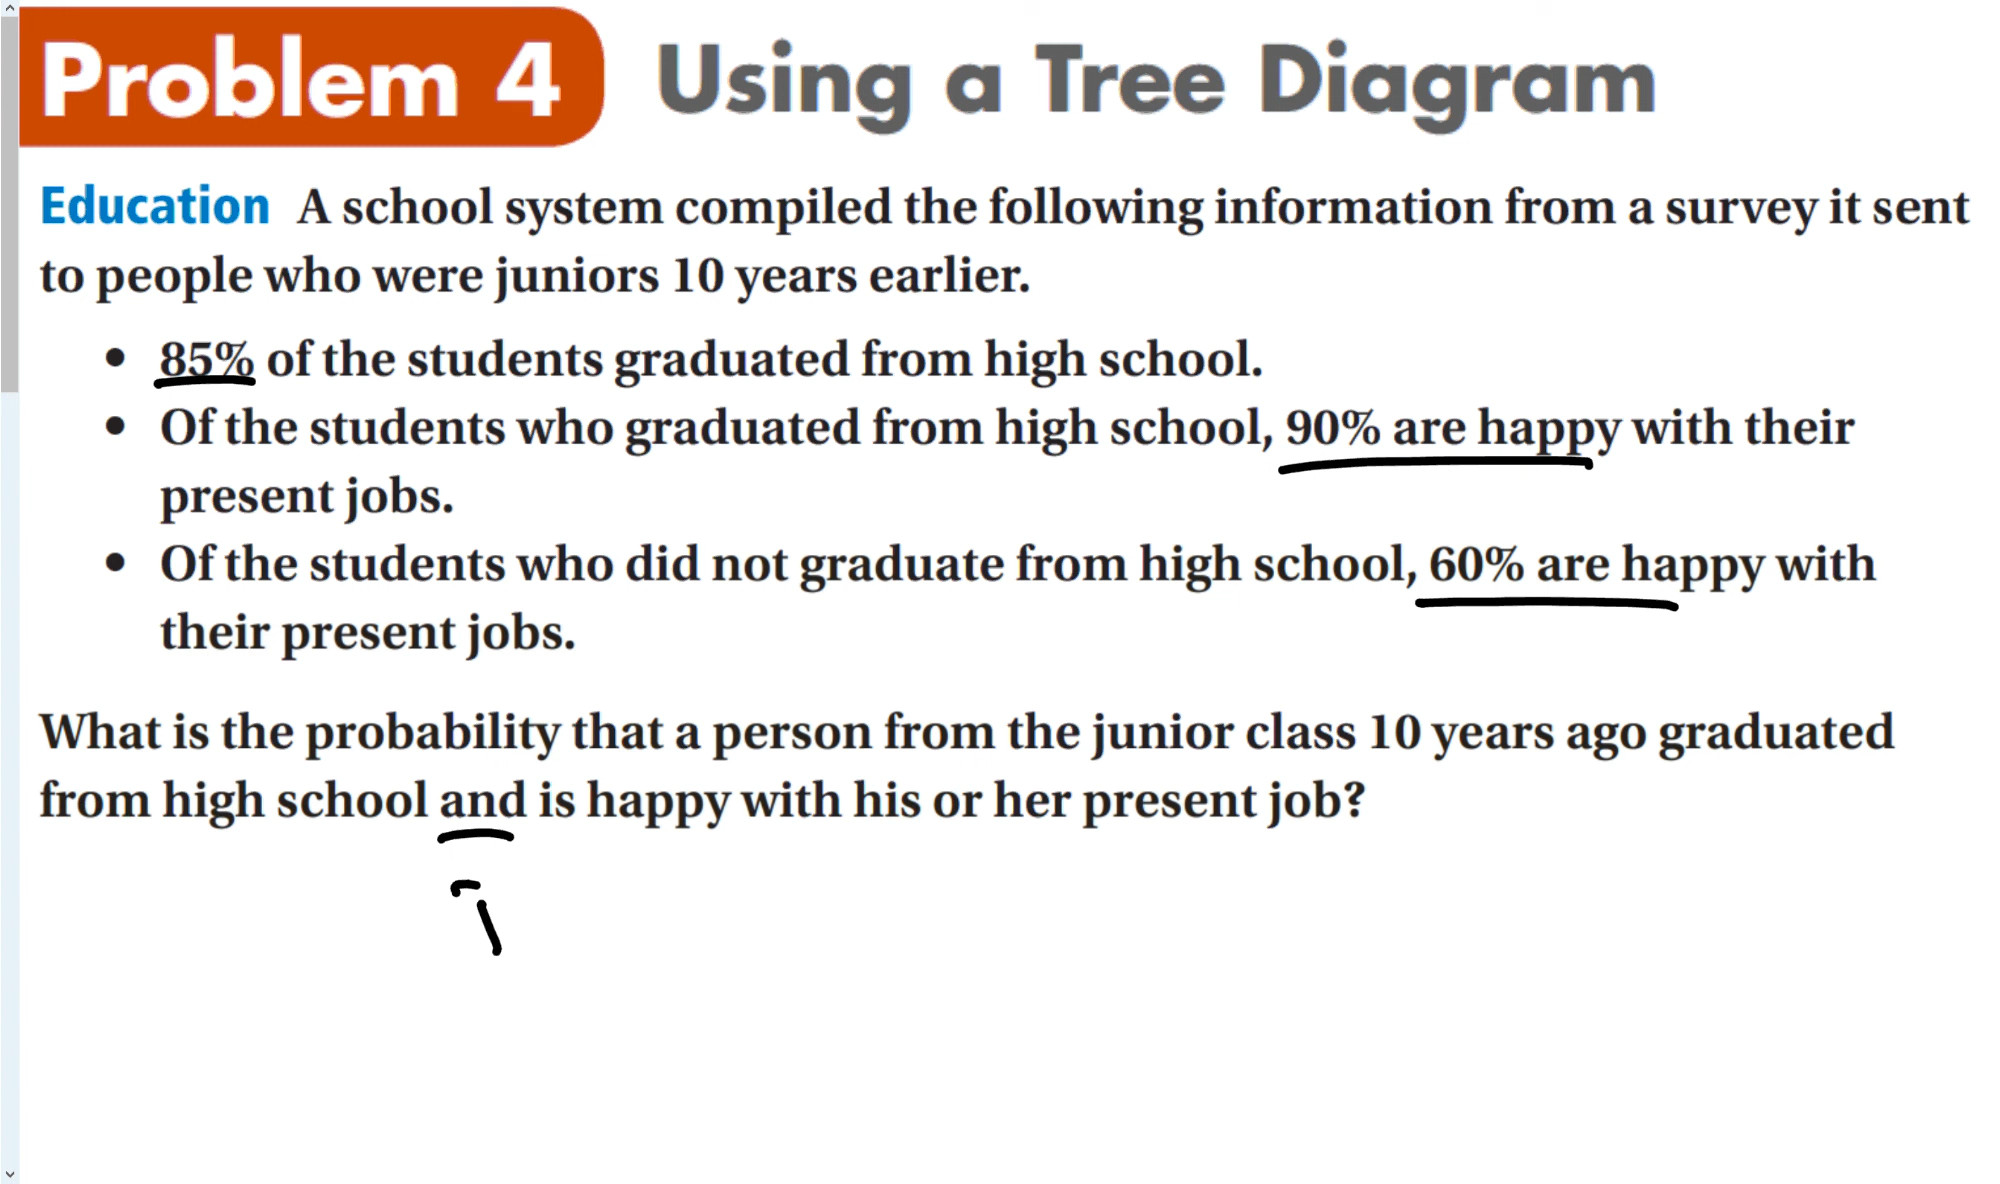 Problem 4 Using a Tree Diagram
Education A school system compiled the following information from a survey it sent
to people who were juniors 10 years earlier.
• 85% of the students graduated from high school.
• Of the students who graduated from high school, 90% are happy with their
present jobs.
• Of the students who did not graduate from high school, 60% are happy with
their present jobs.
What is the probability that a person from the junior class 10 years ago graduated
from high school and is happy with his or her present job?